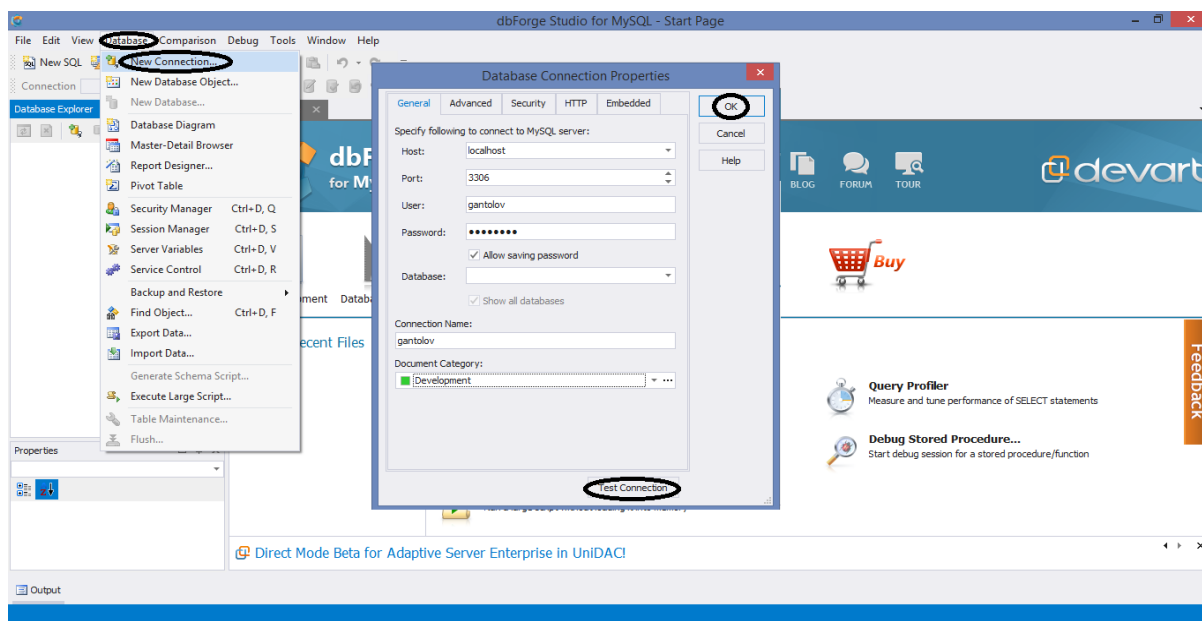 dbForge Studio for MySQL - Start Page
File Edit View Database Comparison Debug Tools Window Help
New SQL
Connection
Database Explorer
New Connection...
New Database Object...
New Database...
Database Diagram
Master-Detail Browser
Report Designer...
Pivot Table
Security Manager Ctrl+D, Q
Session Manager Ctrl+D, S
Server Variables Ctrl+D, V
Service Control Ctrl+D, R
Backup and Restore
Find Object... Ctrl+D, F
Export Data...
Import Data...
Generate Schema Script...
Execute Large Script...
Table Maintenance...
Flush...
Database Connection Properties
General Advanced Security HTTP Embedded
OK
Cancel
Help
Specify following to connect to MySQL server:
Host: localhost
Port: 3306
User: gantolov
Password: ••••••••
Allow saving password
Database:
Show all databases
Connection Name:
gantolov
Document Category:
Development
Test Connection
dbF
for M
BLOG FORUM TOUR
devart
Buy
ment Datab
ecent Files
Query Profiler
Measure and tune performance of SELECT statements
Debug Stored Procedure...
Start debug session for a stored procedure/function
Feedback
Properties
Direct Mode Beta for Adaptive Server Enterprise in UniDAC!
Output